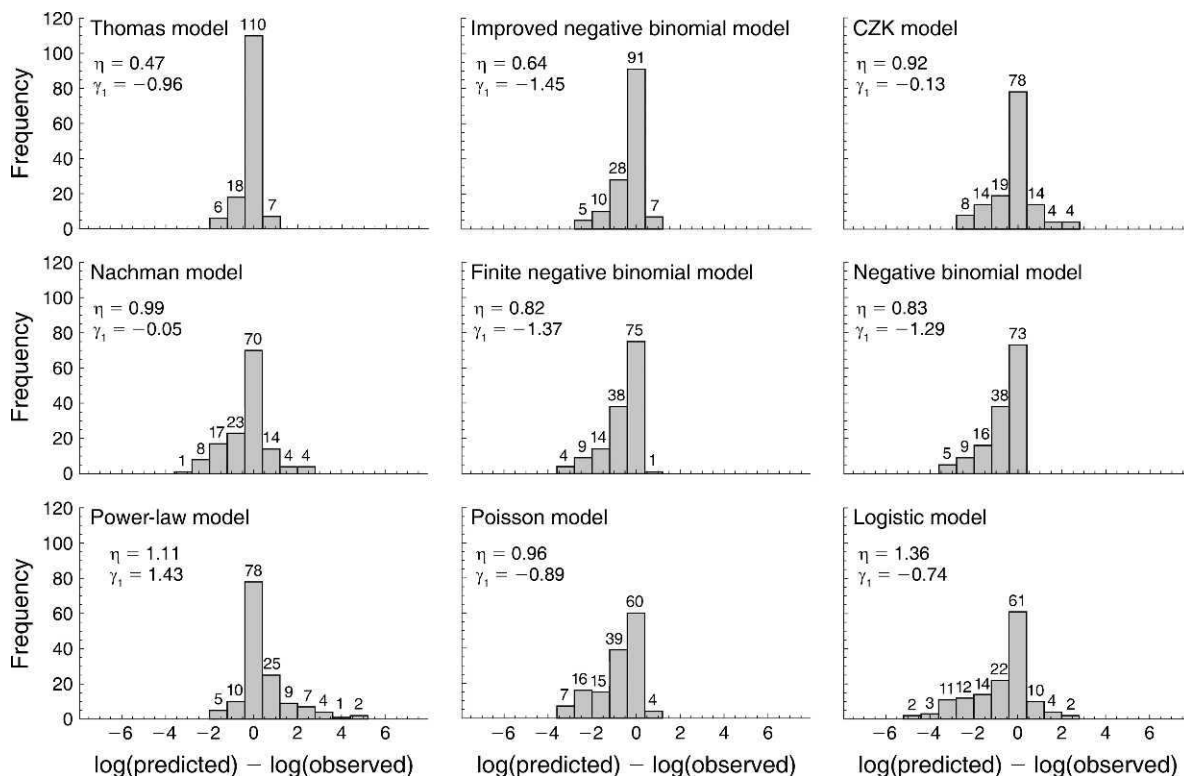 Thomas model
η = 0.47
γ₁ = −0.96
110
18
6
7
Improved negative binomial model
η = 0.64
γ₁ = −1.45
91
28
10
5
7
CZK model
η = 0.92
γ₁ = −0.13
78
8
14
19
14
4
4
Frequency
120
100
80
60
40
20
0
Nachman model
η = 0.99
γ₁ = −0.05
70
1
8
17
23
14
4
4
Finite negative binomial model
η = 0.82
γ₁ = −1.37
75
38
14
9
4
1
Negative binomial model
η = 0.83
γ₁ = −1.29
73
38
16
9
5
Frequency
120
100
80
60
40
20
0
Power-law model
η = 1.11
γ₁ = 1.43
78
25
5
10
9
7
4
1
2
Poisson model
η = 0.96
γ₁ = −0.89
60
39
7
16
15
4
Logistic model
η = 1.36
γ₁ = −0.74
61
22
2
3
11
12
14
10
4
2
Frequency
120
100
80
60
40
20
0
−6 −4 −2 0 2 4 6
−6 −4 −2 0 2 4 6
−6 −4 −2 0 2 4 6
log(predicted) − log(observed)
log(predicted) − log(observed)
log(predicted) − log(observed)